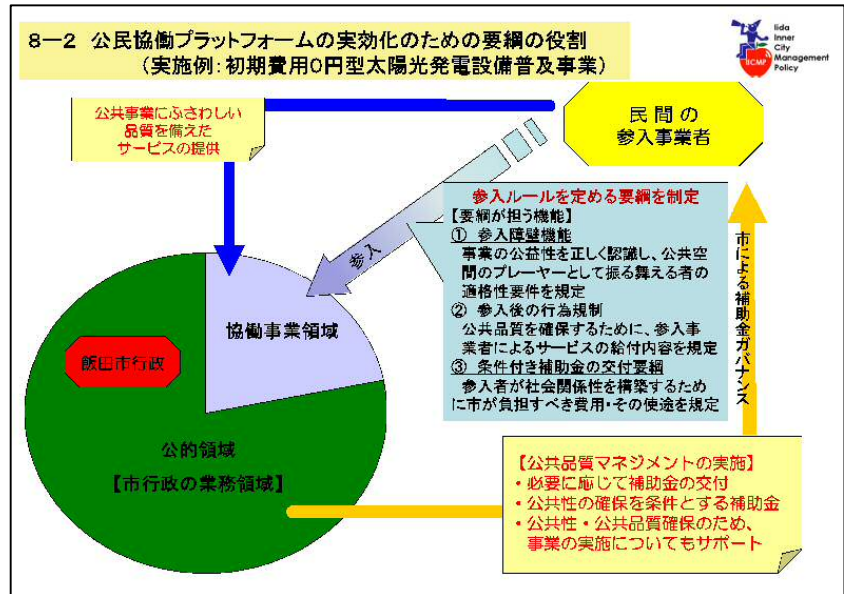 8－2 公民協働プラットフォームの実効化のための要綱の役割
（実施例：初期費用0円型太陽光発電設備普及事業）
Iida
Inner
City
Management
Policy
IICMP
公共事業にふさわしい
品質を備えた
サービスの提供
民間の
参入事業者
参入
参入ルールを定める要綱を制定
【要綱が担う機能】
① 参入障壁機能
事業の公益性を正しく認識し、公共空
間のプレーヤーとして振る舞える者の
適格性要件を規定
② 参入後の行為規制
公共品質を確保するために、参入事
業者によるサービスの給付内容を規定
③ 条件付き補助金の交付要綱
参入者が社会関係性を構築するため
に市が負担すべき費用・その使途を規定
市による補助金ガバナンス
協働事業領域
飯田市行政
公的領域
【市行政の業務領域】
【公共品質マネジメントの実施】
・必要に応じて補助金の交付
・公共性の確保を条件とする補助金
・公共性・公共品質確保のため、
事業の実施についてもサポート